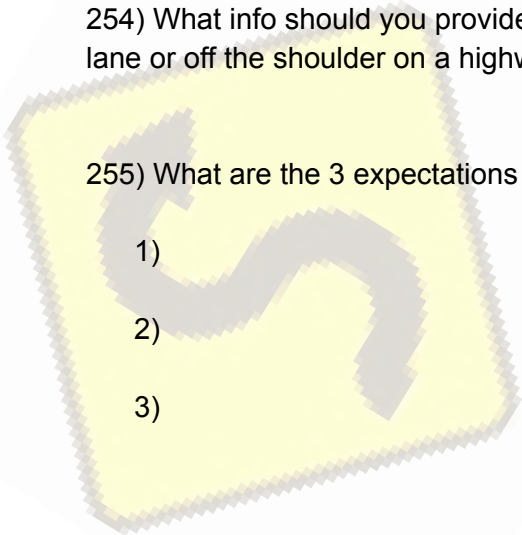 254) What info should you provide
lane or off the shoulder on a highw
255) What are the 3 expectations
1)
2)
3)